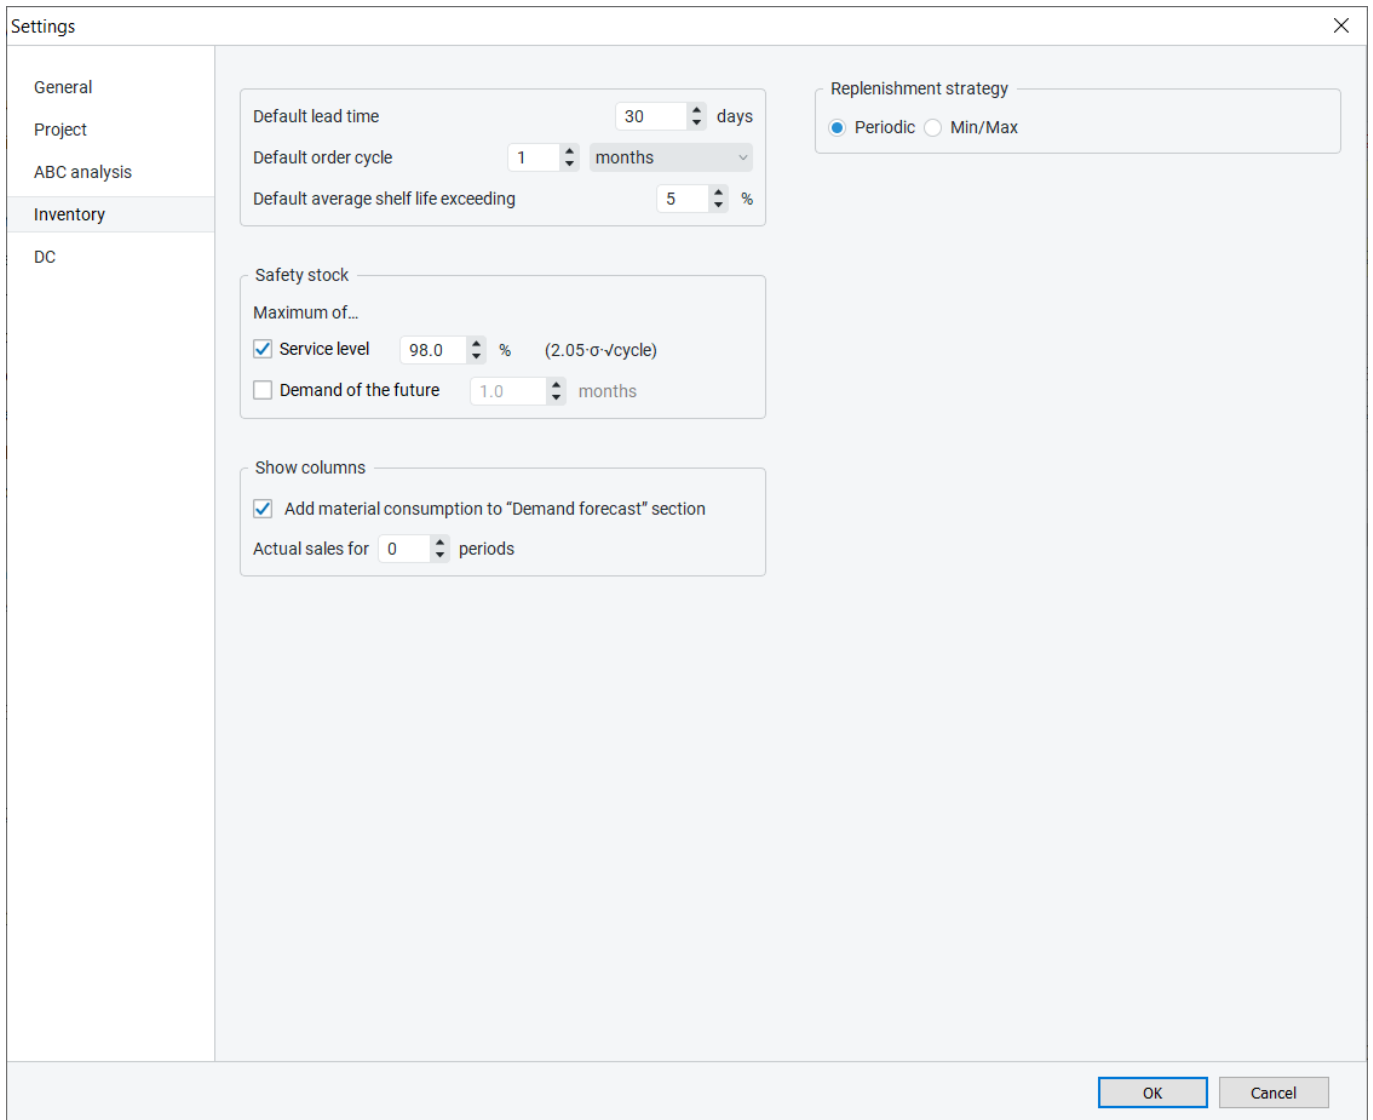 Settings
General
Project
ABC analysis
Inventory
DC
Default lead time 30 days
Default order cycle 1 months
Default average shelf life exceeding 5 %
Safety stock
Maximum of...
Service level 98.0 % (2.05·σ·√cycle)
Demand of the future 1.0 months
Show columns
Add material consumption to “Demand forecast” section
Actual sales for 0 periods
Replenishment strategy
Periodic Min/Max
OK Cancel